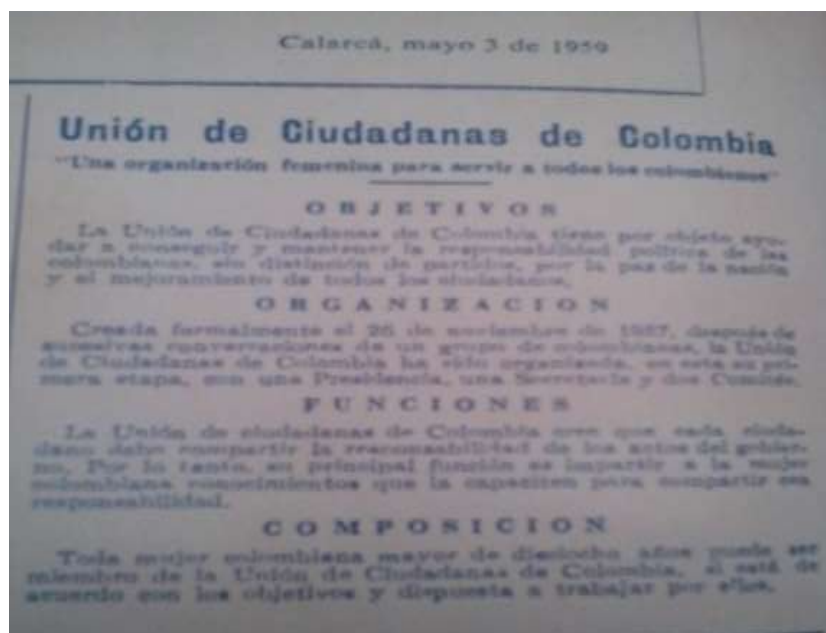 Calarcá, mayo 3 de 1959
Unión de Ciudadanas de Colombia
"Una organización femenina para servir a todos los colombianos"
OBJETIVOS
La Unión de Ciudadanas de Colombia tiene por objeto ayu-
dar a conseguir y mantener la responsabilidad política de las
colombianas, sin distinción de partidos, por la paz de la nación
y el mejoramiento de todos los ciudadanos.
ORGANIZACION
Creada formalmente el 26 de noviembre de 1957, después de
sucesivas conversaciones de un grupo de colombianas, la Unión
de Ciudadanas de Colombia ha sido organizada, en esta su pri-
mera etapa, con una Presidencia, una Secretaría y dos Comités.
FUNCIONES
La Unión de ciudadanas de Colombia cree que cada ciuda-
dano debe compartir la responsabilidad de los actos del gobier-
no. Por lo tanto, su principal función es impartir a la mujer
colombiana conocimientos que la capaciten para compartir esa
responsabilidad.
COMPOSICION
Toda mujer colombiana mayor de dieciocho años puede ser
miembro de la Unión de Ciudadanas de Colombia, si está de
acuerdo con los objetivos y dispuesta a trabajar por ellos.